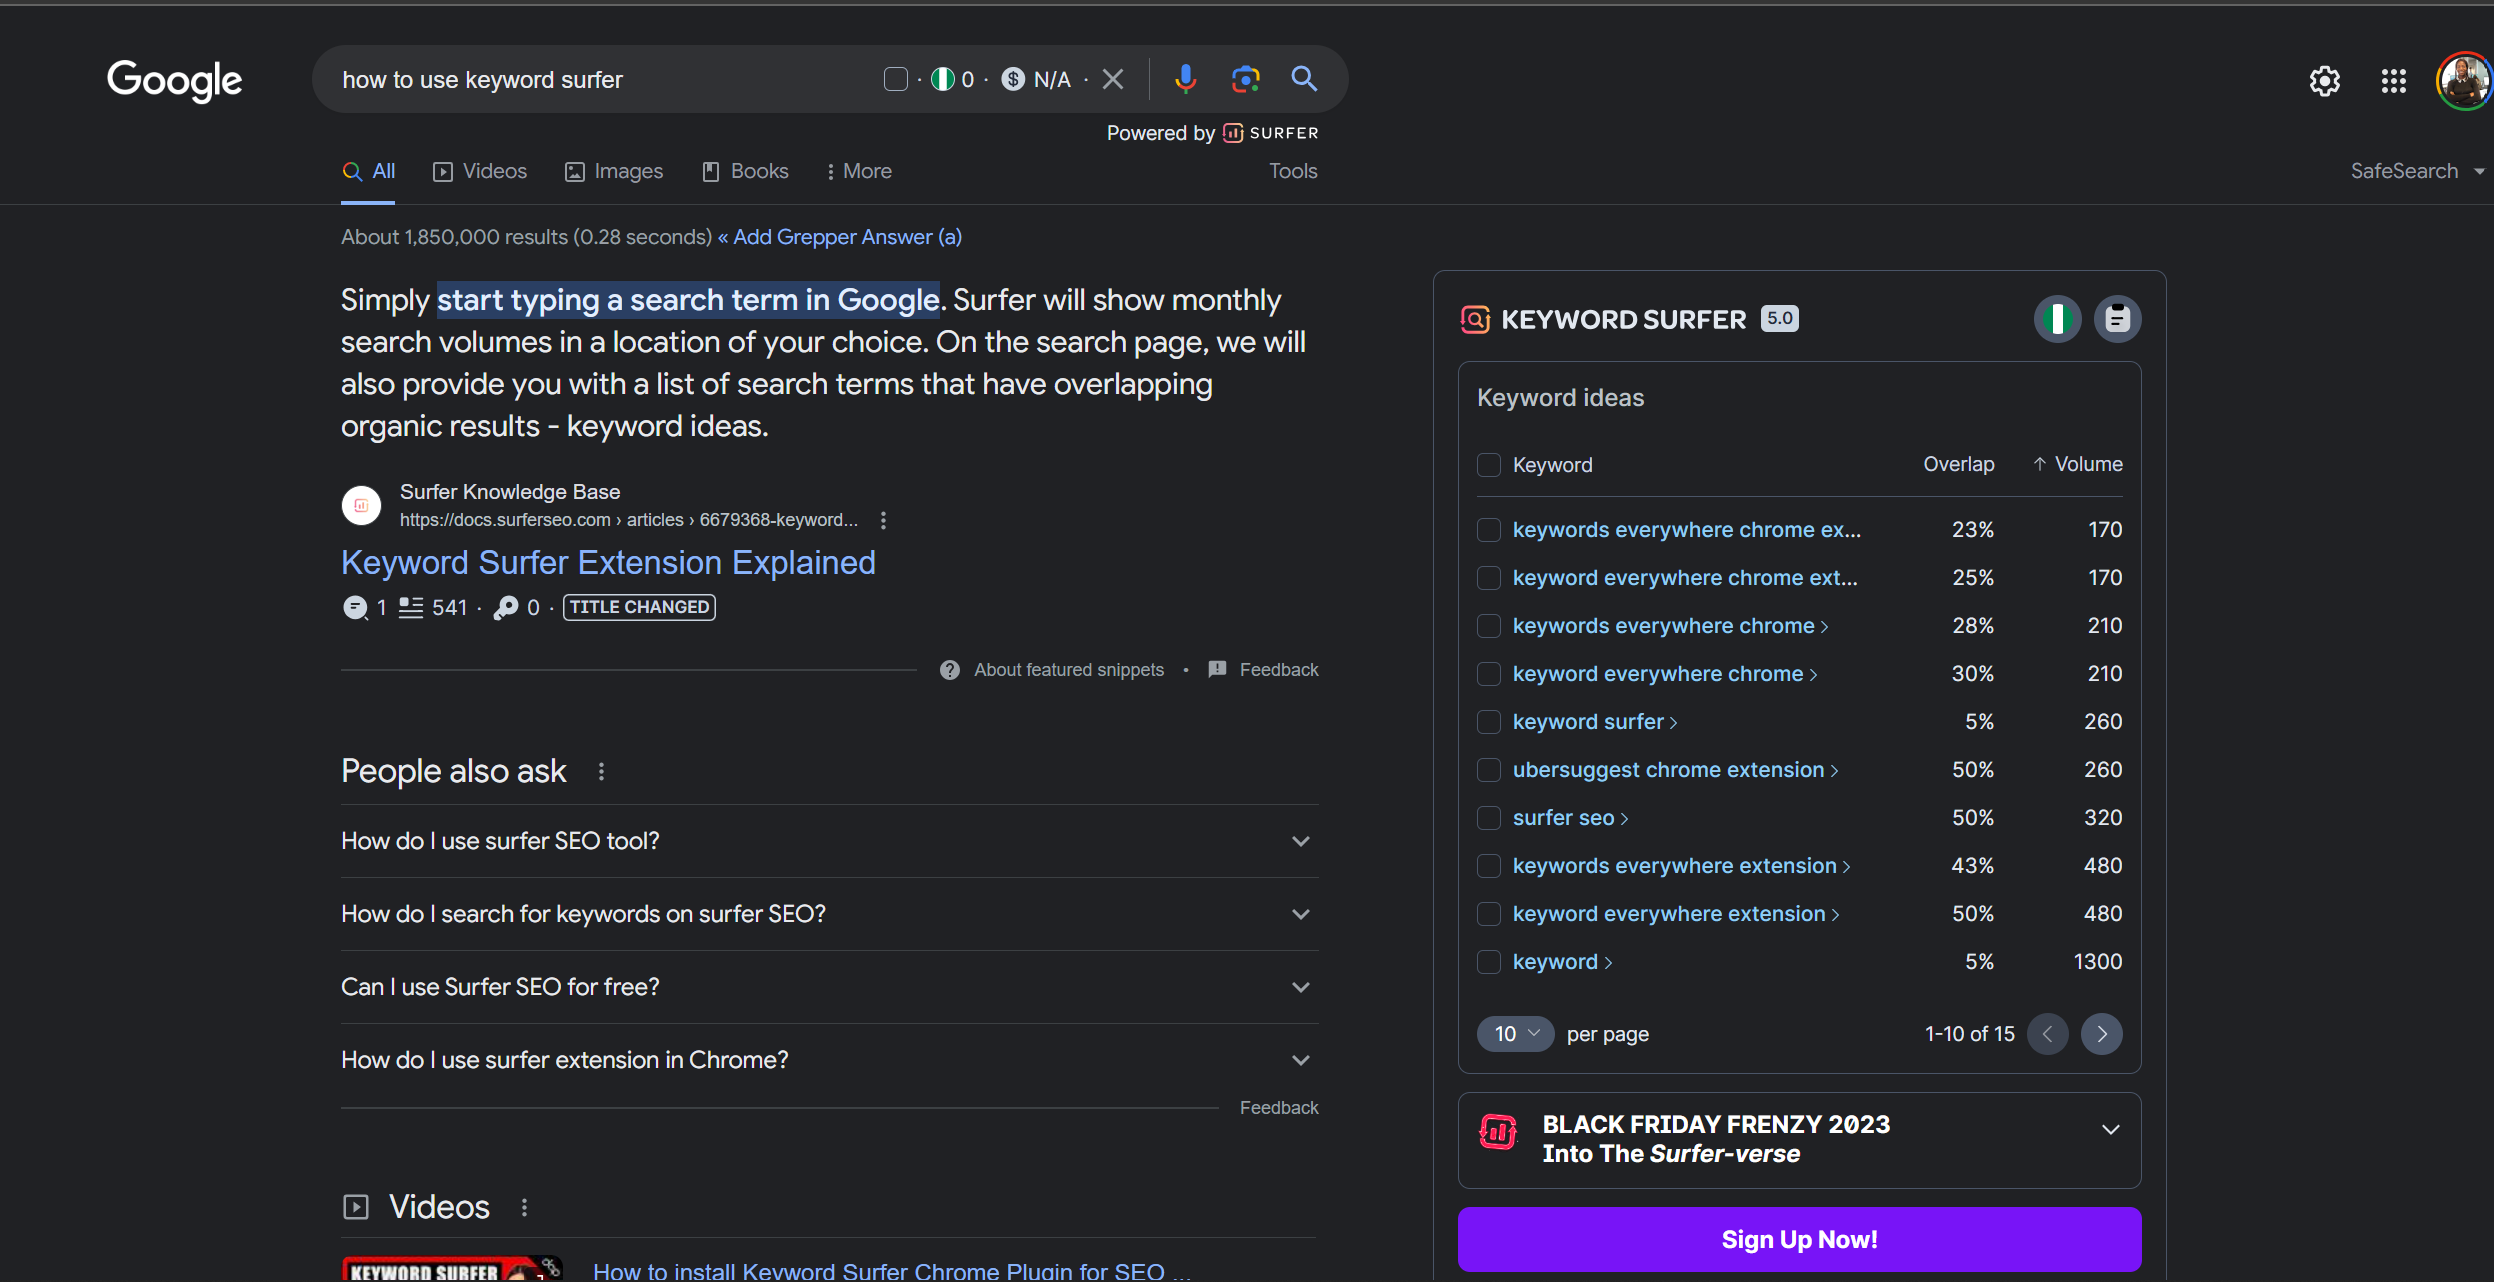 Google
how to use keyword surfer
0 · $ N/A ·
Powered by SURFER
All Videos Images Books More
Tools
SafeSearch
About 1,850,000 results (0.28 seconds) « Add Grepper Answer (a)
Simply start typing a search term in Google. Surfer will show monthly
search volumes in a location of your choice. On the search page, we will
also provide you with a list of search terms that have overlapping
organic results - keyword ideas.
Surfer Knowledge Base
https://docs.surferseo.com › articles › 6679368-keyword...
Keyword Surfer Extension Explained
1 541 · 0 · TITLE CHANGED
About featured snippets • Feedback
People also ask
How do I use surfer SEO tool?
How do I search for keywords on surfer SEO?
Can I use Surfer SEO for free?
How do I use surfer extension in Chrome?
Feedback
Videos
KEYWORD SURFER
How to install Keyword Surfer Chrome Plugin for SEO ...
KEYWORD SURFER 5.0
Keyword ideas
Keyword Overlap ↑ Volume
keywords everywhere chrome ex... 23% 170
keyword everywhere chrome ext... 25% 170
keywords everywhere chrome > 28% 210
keyword everywhere chrome > 30% 210
keyword surfer > 5% 260
ubersuggest chrome extension > 50% 260
surfer seo > 50% 320
keywords everywhere extension > 43% 480
keyword everywhere extension > 50% 480
keyword > 5% 1300
10 per page 1-10 of 15
BLACK FRIDAY FRENZY 2023
Into The Surfer-verse
Sign Up Now!